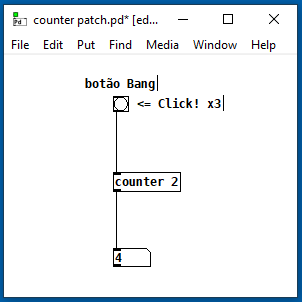 counter patch.pd* [ed...
File Edit Put Find Media Window Help
botão Bang
<= Click! x3
counter 2
4